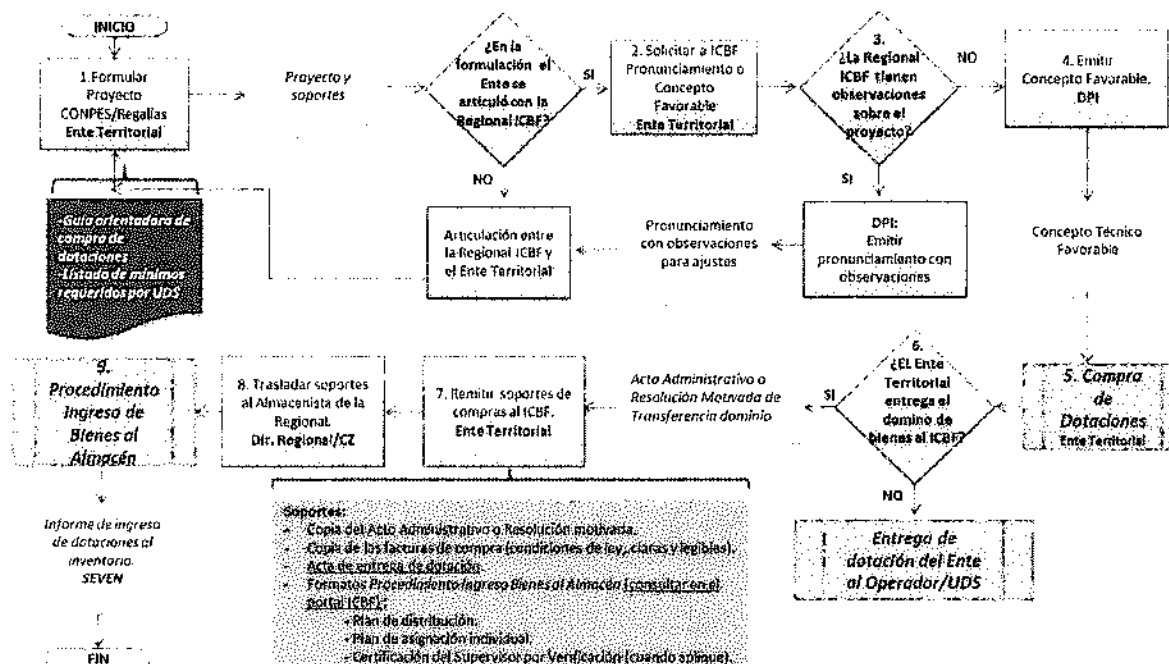 INICIO
1.Formular
Proyecto
CONPES/Regalías
Ente Territorial
Proyecto y
soportes
¿En la
formulación el
Ente se
articuló con la
Regional ICBF?
SI
2. Solicitar a ICBF
Pronunciamiento o
Concepto
Favorable
Ente Territorial
3.
¿La Regional
ICBF tienen
observaciones
sobre el
proyecto?
NO
4. Emitir
Concepto Favorable.
DPI
NO
SI
-Guía orientadora de
compra de
dotaciones
-Listado de mínimos
requeridos por UDS
Articulación entre
la Regional ICBF y
el Ente Territorial
Pronunciamiento
con observaciones
para ajustes
DPI:
Emitir
pronunciamiento con
observaciones
Concepto Técnico
Favorable
9.
Procedimiento
Ingreso de
Bienes al
Almacén
8. Trasladar soportes
al Almacenista de la
Regional.
Dir. Regional/CZ
7. Remitir soportes de
compras al ICBF.
Ente Territorial
Acto Administrativo o
Resolución Motivada de
Transferencia dominio
SI
6.
¿EL Ente
Territorial
entrega el
domino de
bienes al ICBF?
5. Compra
de
Dotaciones
Ente Territorial
NO
Informe de ingreso
de dotaciones al
inventario.
SEVEN
Soportes:
- Copia del Acto Administrativo o Resolución motivada.
- Copia de las facturas de compra (condiciones de ley, claras y legibles).
- Acta de entrega de dotación
- Formatos Procedimiento Ingreso Bienes al Almacén (consultar en el
portal ICBF):
- Plan de distribución.
- Plan de asignación individual.
- Certificación del Supervisor por Verificación (cuando aplique).
Entrega de
dotación del Ente
al Operador/UDS
FIN